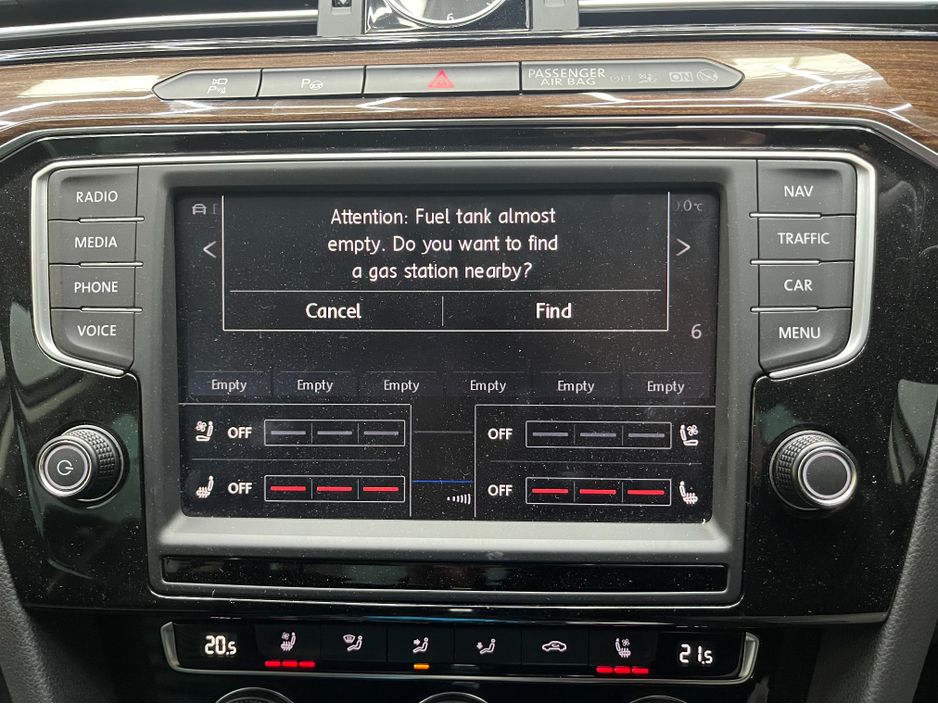 6
P
P
PASSENGER
AIR BAG OFF ON
RADIO
MEDIA
PHONE
VOICE
NAV
TRAFFIC
CAR
MENU
.0°C
Attention: Fuel tank almost
empty. Do you want to find
a gas station nearby?
< >
Cancel Find
6
Empty Empty Empty Empty Empty Empty
OFF OFF
OFF OFF
20.5 21.5